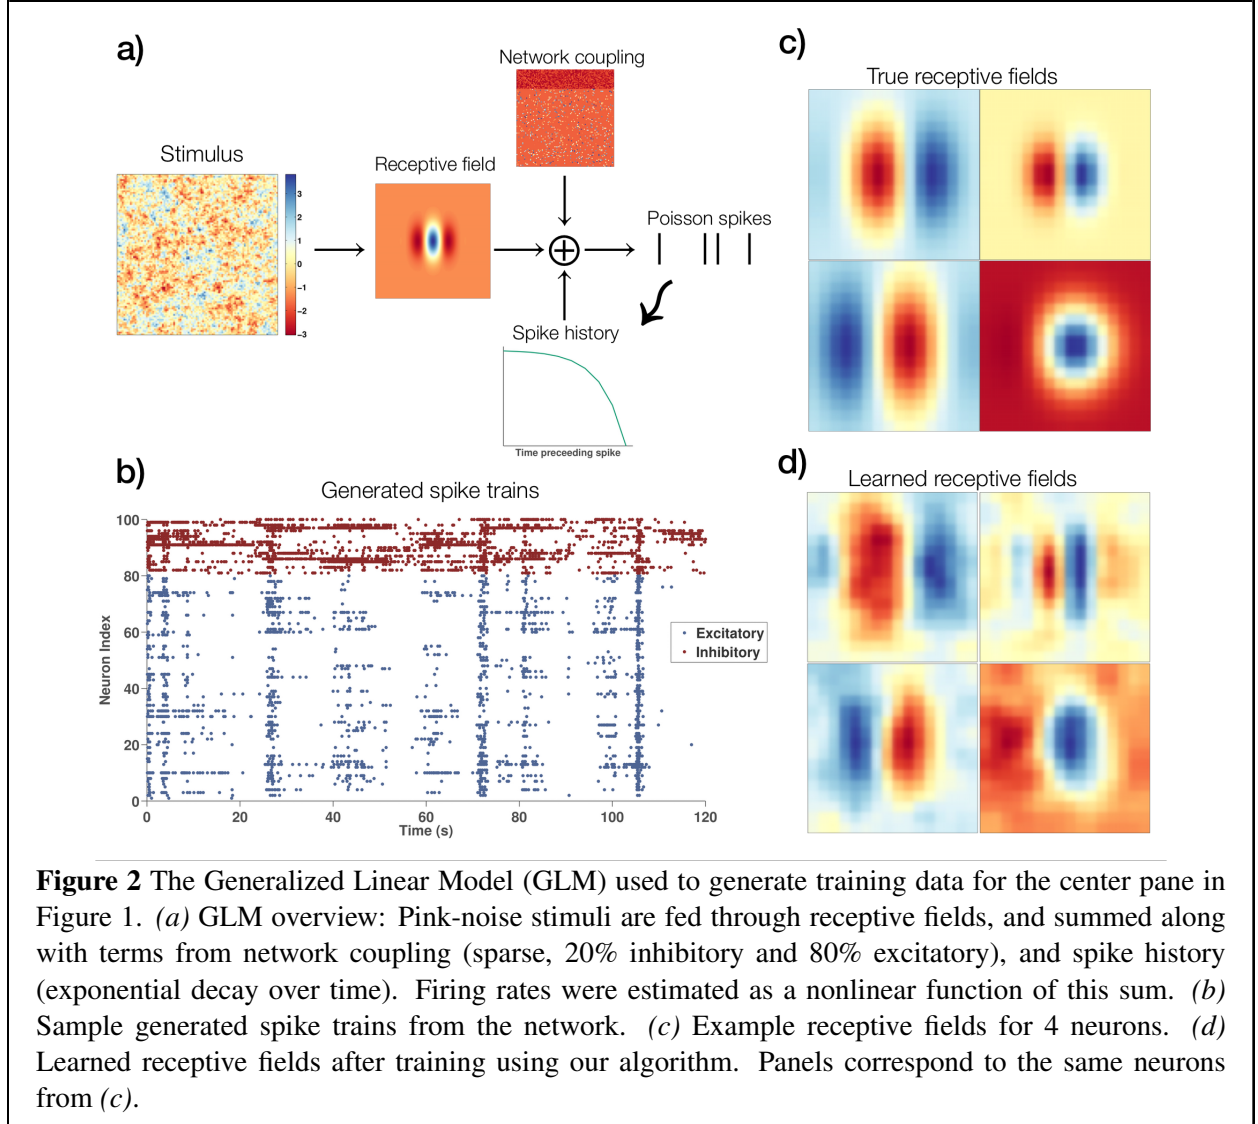 a)
Network coupling
Stimulus
Receptive field
3
2
1
0
−1
−2
−3
Poisson spikes
Spike history
Time preceeding spike
c)
True receptive fields
b)
Generated spike trains
100
80
60
40
20
0
Neuron Index
0 20 40 60 80 100 120
Time (s)
Excitatory
Inhibitory
d)
Learned receptive fields
Figure 2 The Generalized Linear Model (GLM) used to generate training data for the center pane in
Figure 1. (a) GLM overview: Pink-noise stimuli are fed through receptive fields, and summed along
with terms from network coupling (sparse, 20% inhibitory and 80% excitatory), and spike history
(exponential decay over time). Firing rates were estimated as a nonlinear function of this sum. (b)
Sample generated spike trains from the network. (c) Example receptive fields for 4 neurons. (d)
Learned receptive fields after training using our algorithm. Panels correspond to the same neurons
from (c).